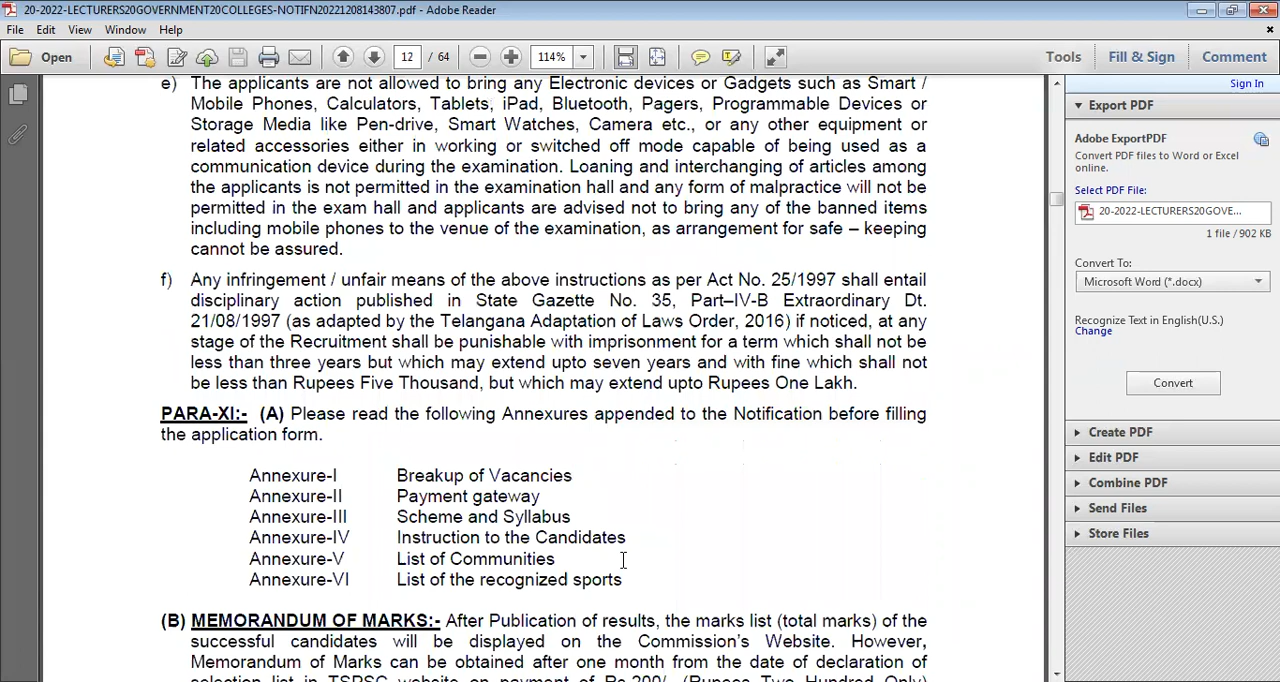 20-2022-LECTURERS20GOVERNMENT20COLLEGES-NOTIFN20221208143807.pdf - Adobe Reader
File Edit View Window Help
Open 12 / 64 114% Tools Fill & Sign Comment
Sign In
Export PDF
Adobe ExportPDF
Convert PDF files to Word or Excel
online.
Select PDF File:
20-2022-LECTURERS20GOVE...
1 file / 902 KB
Convert To:
Microsoft Word (*.docx)
Recognize Text in English(U.S.)
Change
Convert
Create PDF
Edit PDF
Combine PDF
Send Files
Store Files
e) The applicants are not allowed to bring any Electronic devices or Gadgets such as Smart /
Mobile Phones, Calculators, Tablets, iPad, Bluetooth, Pagers, Programmable Devices or
Storage Media like Pen-drive, Smart Watches, Camera etc., or any other equipment or
related accessories either in working or switched off mode capable of being used as a
communication device during the examination. Loaning and interchanging of articles among
the applicants is not permitted in the examination hall and any form of malpractice will not be
permitted in the exam hall and applicants are advised not to bring any of the banned items
including mobile phones to the venue of the examination, as arrangement for safe – keeping
cannot be assured.
f) Any infringement / unfair means of the above instructions as per Act No. 25/1997 shall entail
disciplinary action published in State Gazette No. 35, Part–IV-B Extraordinary Dt.
21/08/1997 (as adapted by the Telangana Adaptation of Laws Order, 2016) if noticed, at any
stage of the Recruitment shall be punishable with imprisonment for a term which shall not be
less than three years but which may extend upto seven years and with fine which shall not
be less than Rupees Five Thousand, but which may extend upto Rupees One Lakh.
PARA-XI:- (A) Please read the following Annexures appended to the Notification before filling
the application form.
Annexure-I Breakup of Vacancies
Annexure-II Payment gateway
Annexure-III Scheme and Syllabus
Annexure-IV Instruction to the Candidates
Annexure-V List of Communities
Annexure-VI List of the recognized sports
(B) MEMORANDUM OF MARKS:- After Publication of results, the marks list (total marks) of the
successful candidates will be displayed on the Commission's Website. However,
Memorandum of Marks can be obtained after one month from the date of declaration of
selection list in TSPSC website on payment of Rs.200/- (Rupees Two Hundred Only)